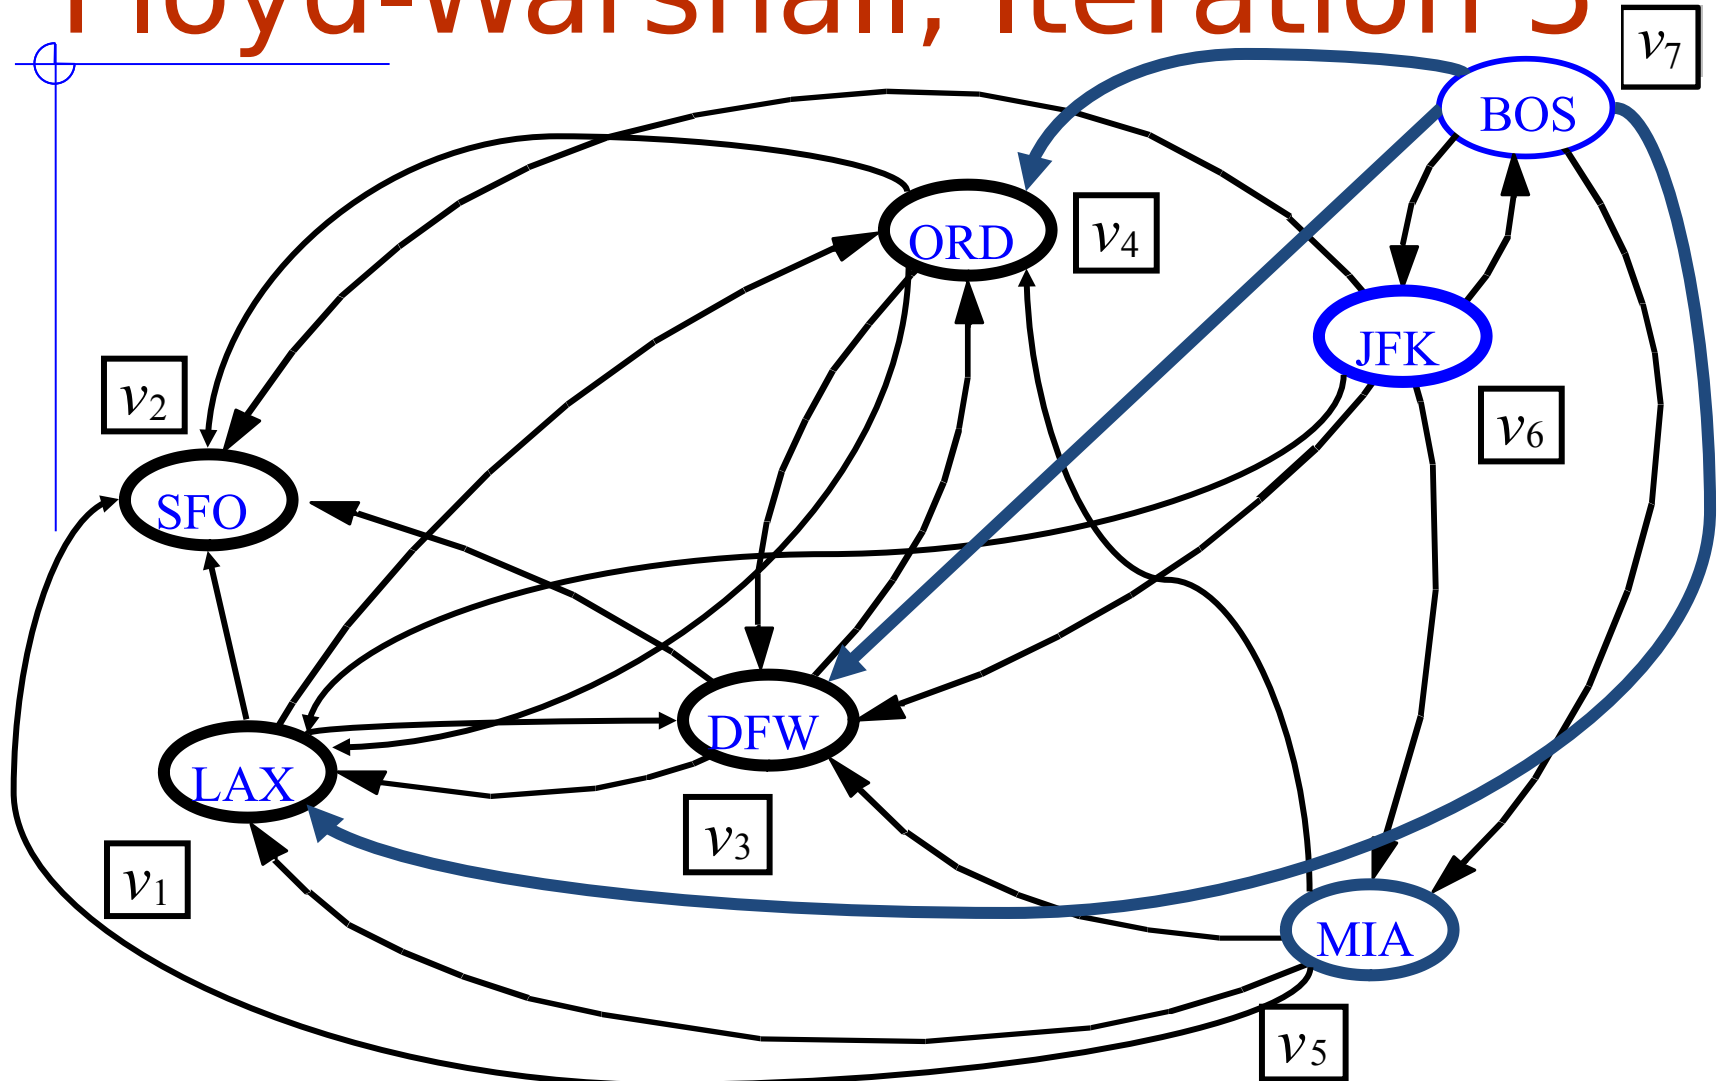 Floyd-Warshall, Iteration 5
v7
BOS
ORD
v4
JFK
v2
v6
SFO
DFW
LAX
v3
v1
MIA
v5